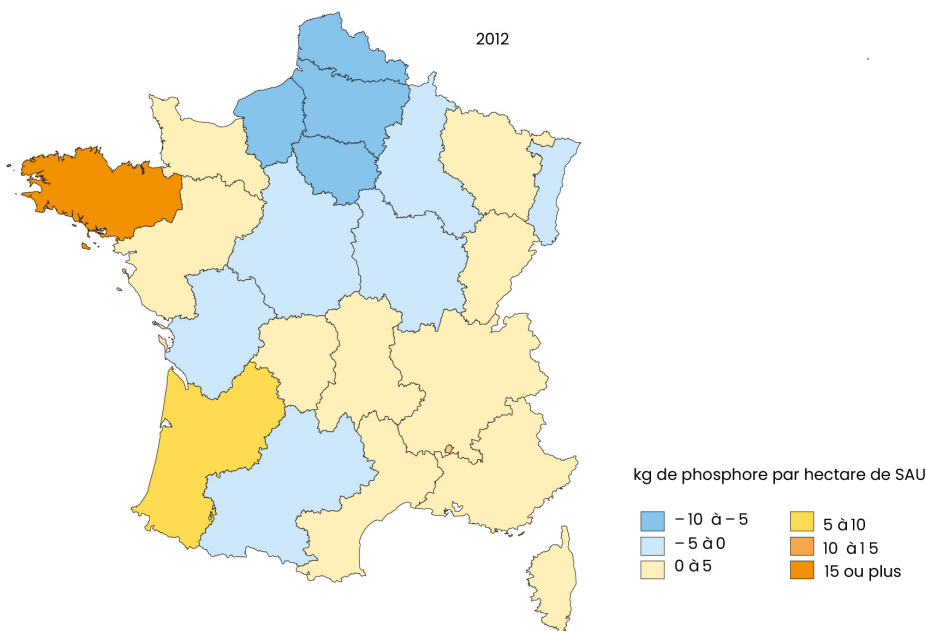 2012
kg de phosphore par hectare de SAU
–10 à –5
–5 à 0
0 à 5
5 à 10
10 à 15
15 ou plus